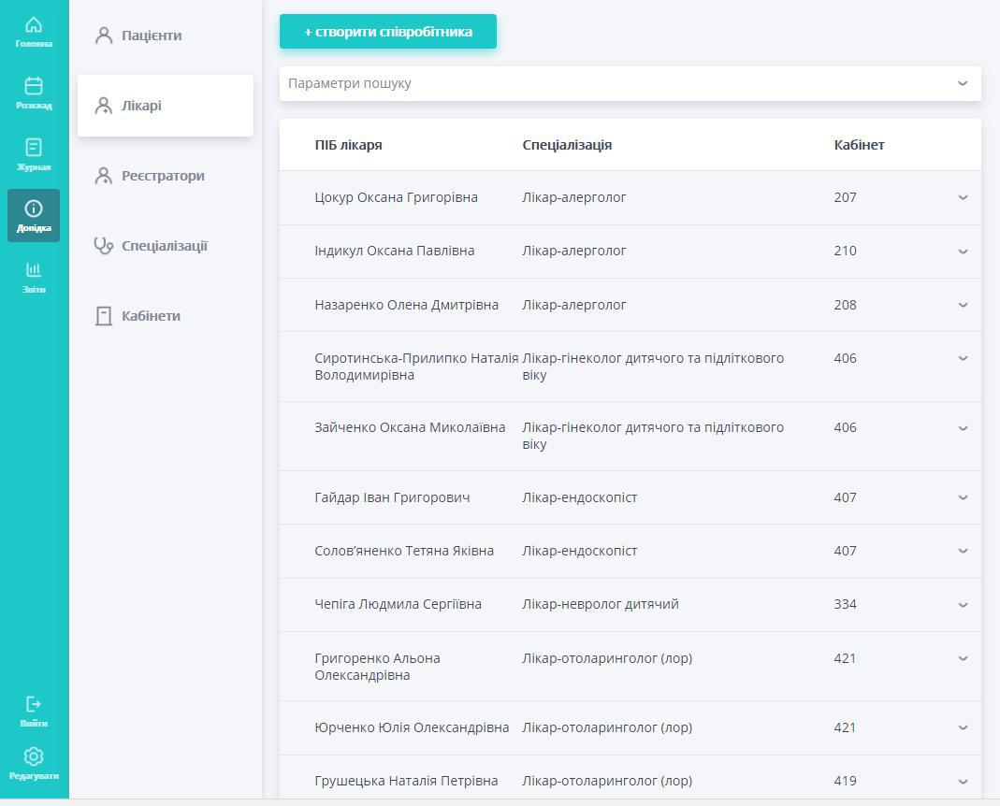 Головна
Розклад
Журнал
Довідка
Звіти
Вийти
Редагувати
Пацієнти
Лікарі
Реєстратори
Спеціалізації
Кабінети
+ створити співробітника
Параметри пошуку
ПІБ лікаря Спеціалізація Кабінет
Цокур Оксана Григорівна Лікар-алерголог 207
Індикул Оксана Павлівна Лікар-алерголог 210
Назаренко Олена Дмитрівна Лікар-алерголог 208
Сиротинська-Прилипко Наталія Лікар-гінеколог дитячого та підліткового 406
Володимирівна віку
Зайченко Оксана Миколаївна Лікар-гінеколог дитячого та підліткового 406
віку
Гайдар Іван Григорович Лікар-ендоскопіст 407
Солов’яненко Тетяна Яківна Лікар-ендоскопіст 407
Чепіга Людмила Сергіївна Лікар-невролог дитячий 334
Григоренко Альона Лікар-отоларинголог (лор) 421
Олександрівна
Юрченко Юлія Олександрівна Лікар-отоларинголог (лор) 421
Грушецька Наталія Петрівна Лікар-отоларинголог (лор) 419